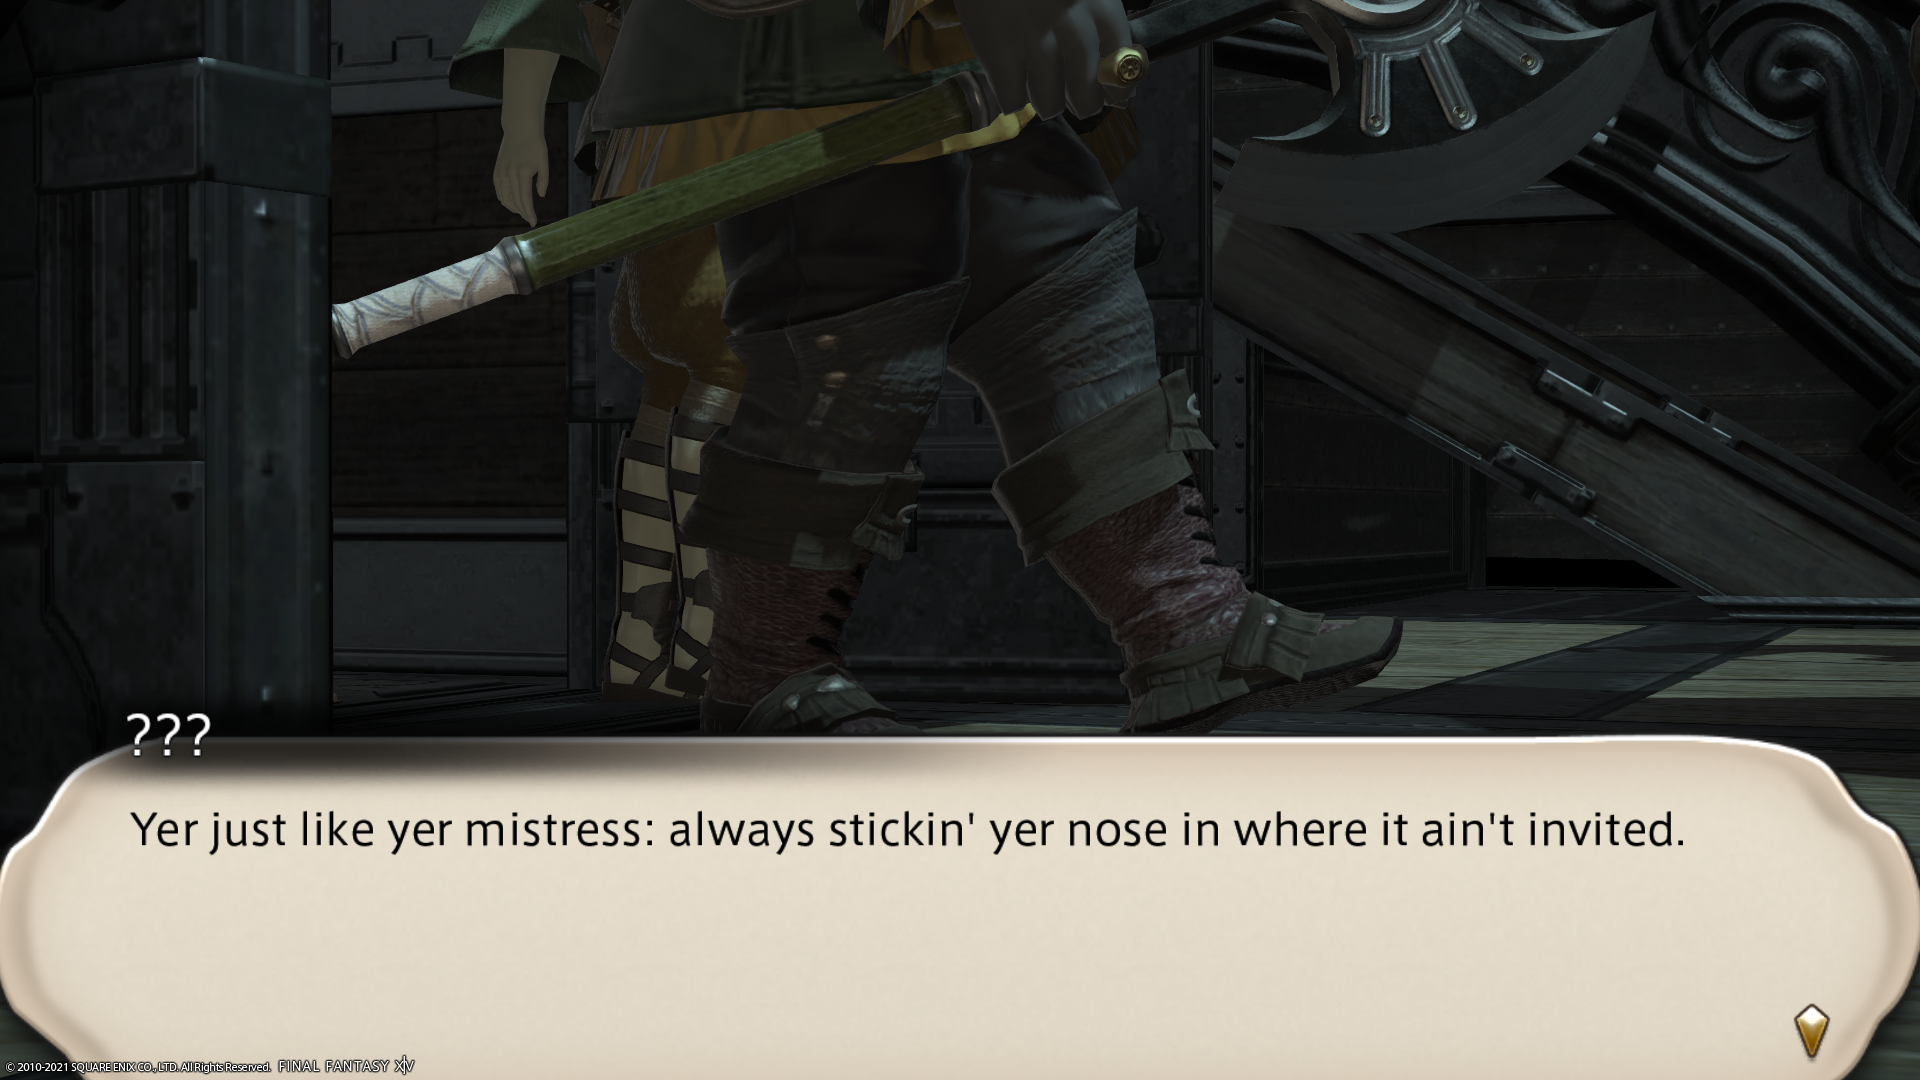 ???
Yer just like yer mistress: always stickin' yer nose in where it ain't invited.
© 2010-2021 SQUARE ENIX CO., LTD. All Rights Reserved. FINAL FANTASY XIV